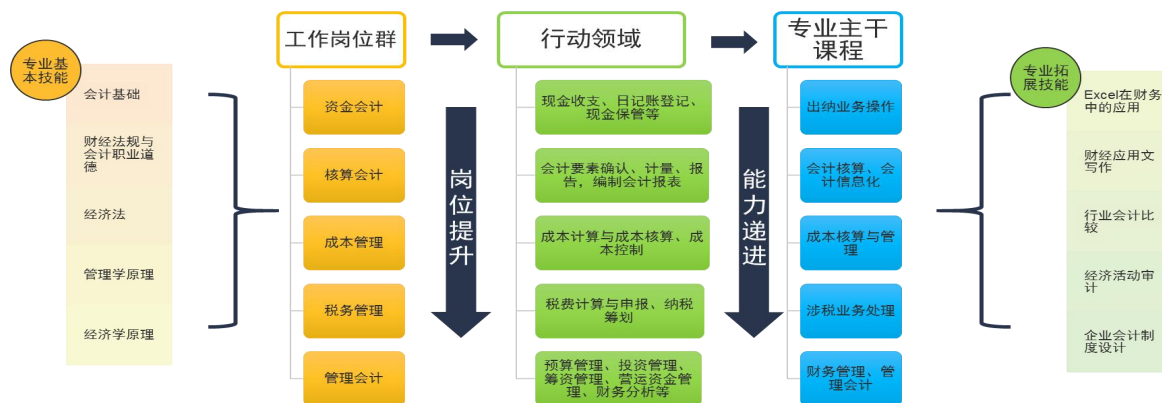 专业基
本技能
会计基础
财经法规与
会计职业道
德
经济法
管理学原理
经济学原理
工作岗位群
资金会计
核算会计
成本管理
税务管理
管理会计
岗位提升
行动领域
现金收支、日记账登记、
现金保管等
会计要素确认、计量、报
告，编制会计报表
成本计算与成本核算、成
本控制
税费计算与申报、纳税
筹划
预算管理、投资管理、
筹资管理、营运资金管
理、财务分析等
能力递进
专业主干
课程
出纳业务操作
会计核算、会
计信息化
成本核算与管
理
涉税业务处理
财务管理、管
理会计
专业拓
展技能
Excel在财务
中的应用
财经应用文
写作
行业会计比
较
经济活动审
计
企业会计制
度设计